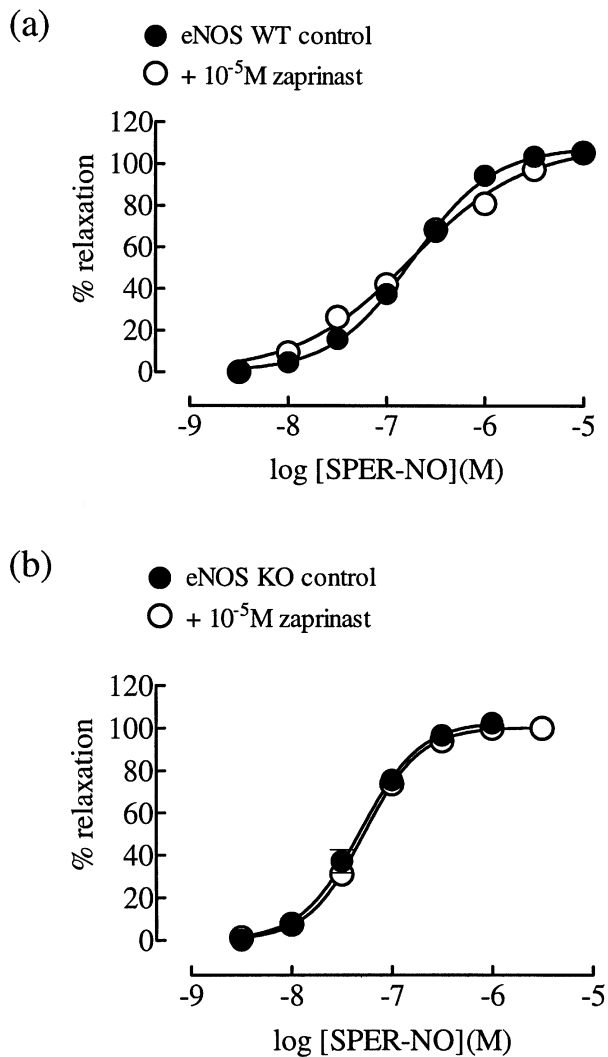 (a)
eNOS WT control
+ 10⁻⁵M zaprinast
120
100
80
60
40
20
0
% relaxation
-9 -8 -7 -6 -5
log [SPER-NO](M)
(b)
eNOS KO control
+ 10⁻⁵M zaprinast
120
100
80
60
40
20
0
% relaxation
-9 -8 -7 -6 -5
log [SPER-NO](M)